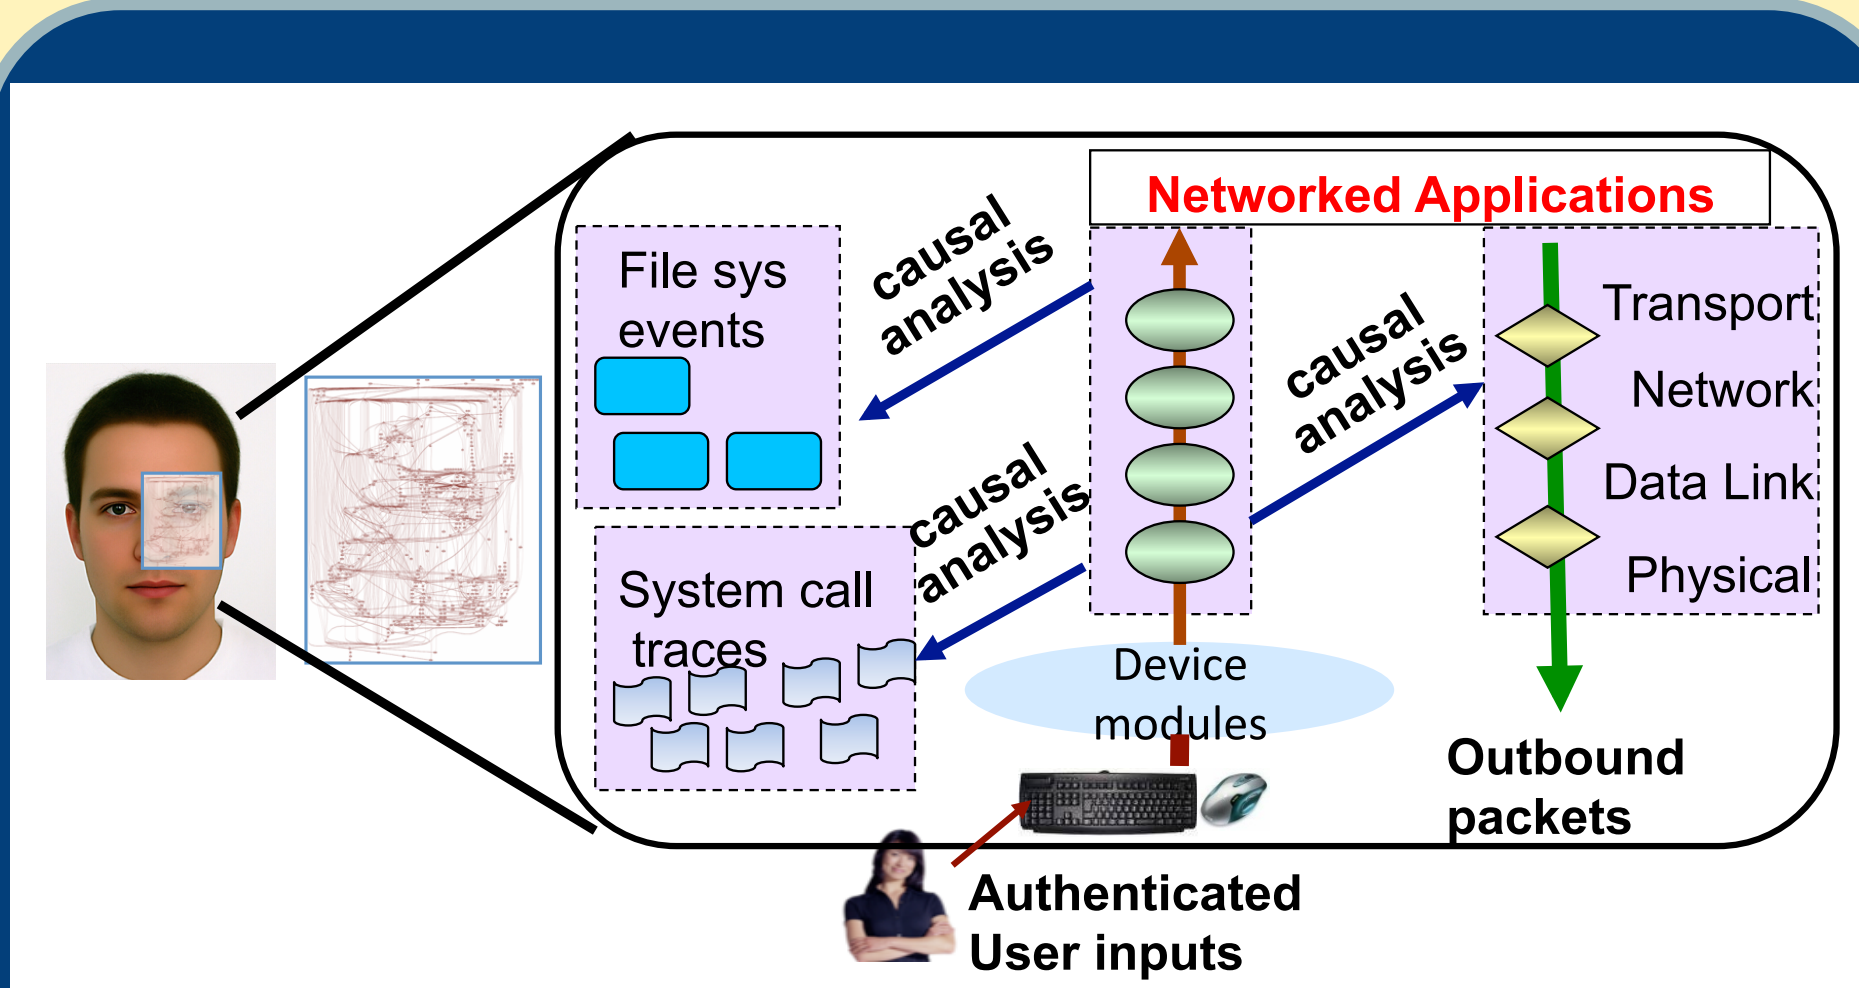 Networked Applications
causal
analysis
File sys
events
causal
analysis
Transport
Network
Data Link
Physical
causal
analysis
System call
traces
Device
modules
Outbound
packets
Authenticated
User inputs